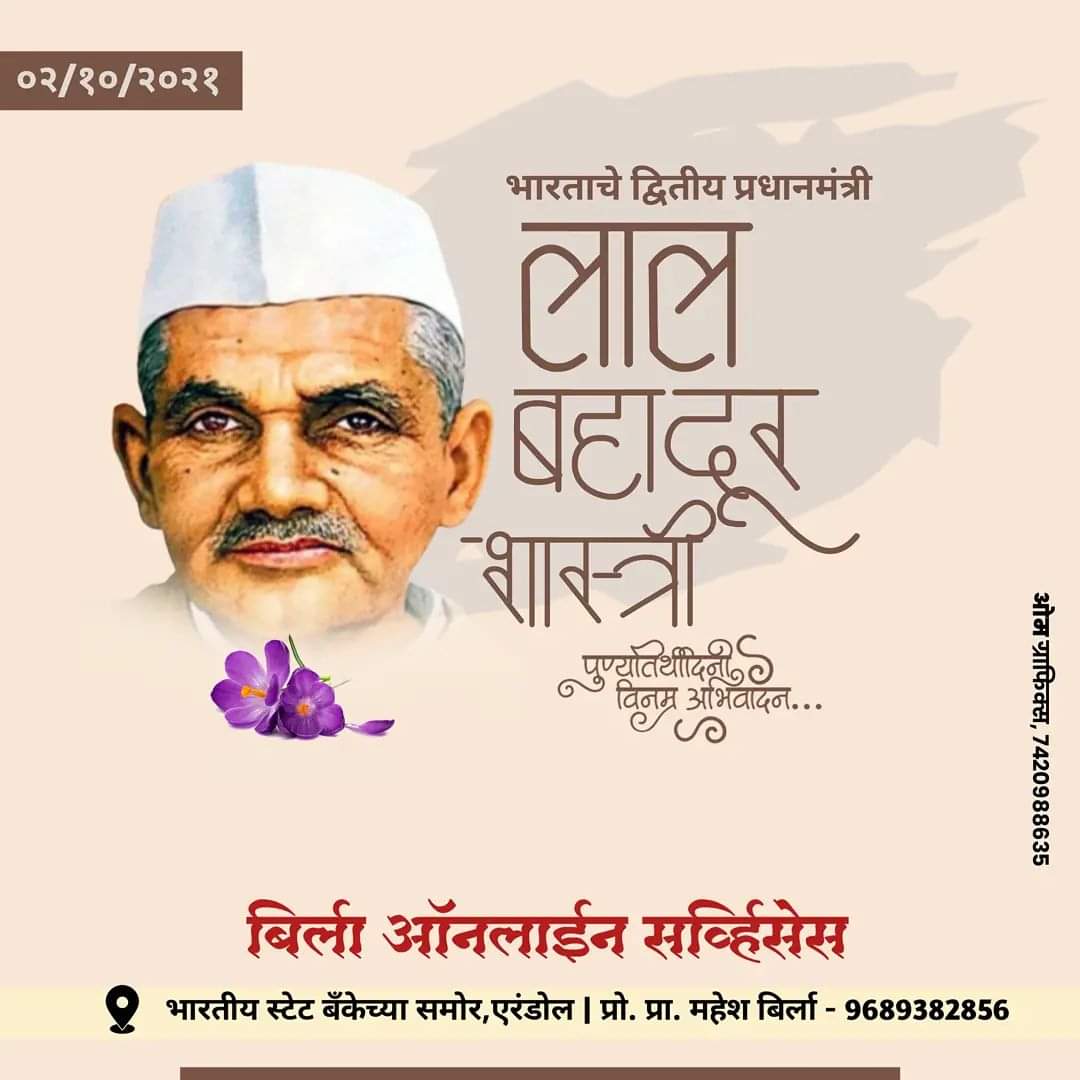 ०२/१०/२०२१
भारताचे द्वितीय प्रधानमंत्री
लाल
बहादूर
शास्त्री
पुण्यतिथीदिनी
विनम्र अभिवादन...
ओम ग्राफिक्स, 7420988635
बिर्ला ऑनलाईन सर्व्हिसेस
भारतीय स्टेट बँकेच्या समोर,एरंडोल | प्रो. प्रा. महेश बिर्ला - 9689382856